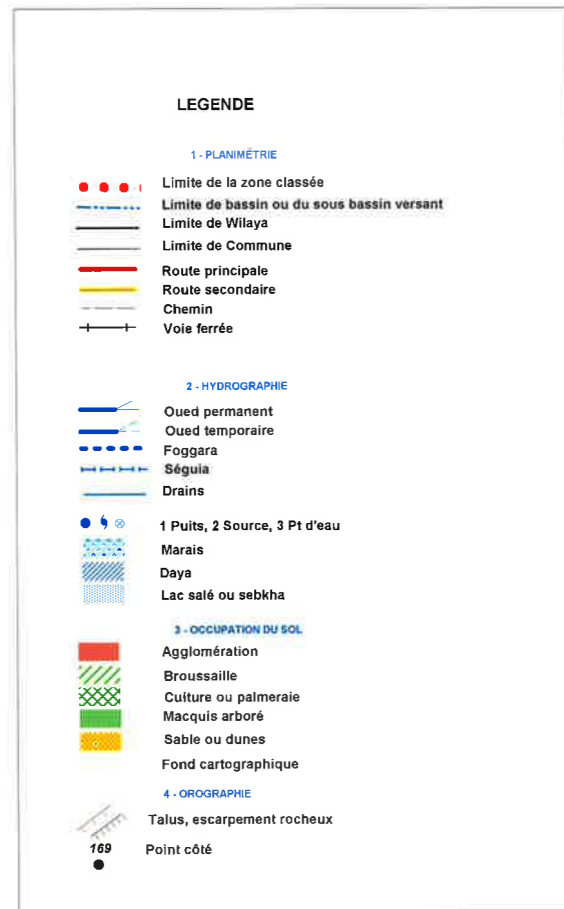 LEGENDE
1 - PLANIMÉTRIE
Limite de la zone classée
Limite de bassin ou du sous bassin versant
Limite de Wilaya
Limite de Commune
Route principale
Route secondaire
Chemin
Voie ferrée
2 - HYDROGRAPHIE
Oued permanent
Oued temporaire
Foggara
Séguia
Drains
1 Puits, 2 Source, 3 Pt d'eau
Marais
Daya
Lac salé ou sebkha
3 - OCCUPATION DU SOL
Agglomération
Broussaille
Culture ou palmeraie
Macquis arboré
Sable ou dunes
Fond cartographique
4 - OROGRAPHIE
Talus, escarpement rocheux
169 Point côté